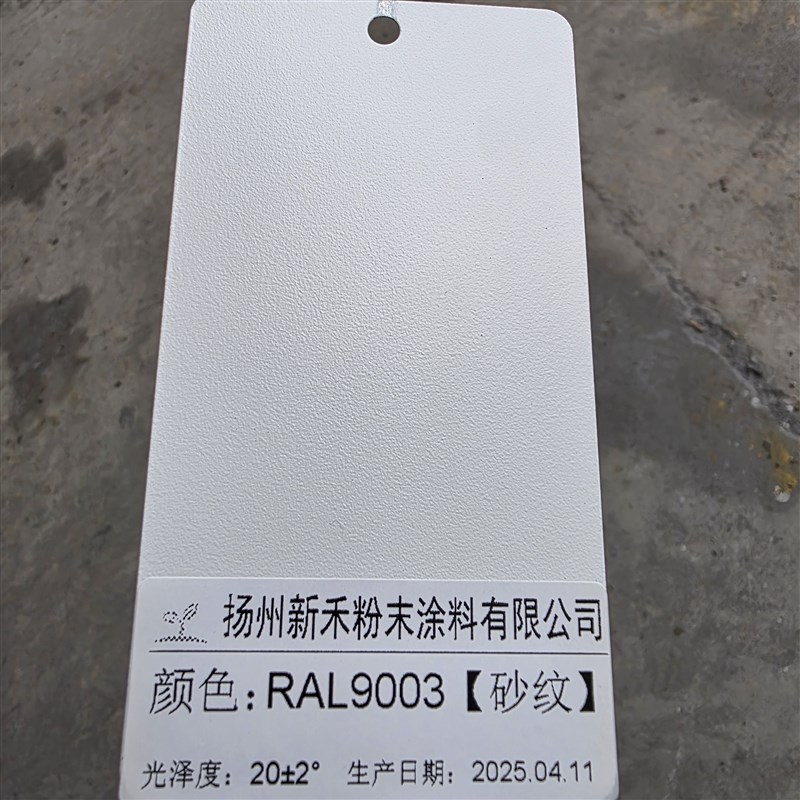 扬州新禾粉末涂料有限公司
颜色：RAL9003【砂纹】
光泽度：20±2° 生产日期：2025.04.11